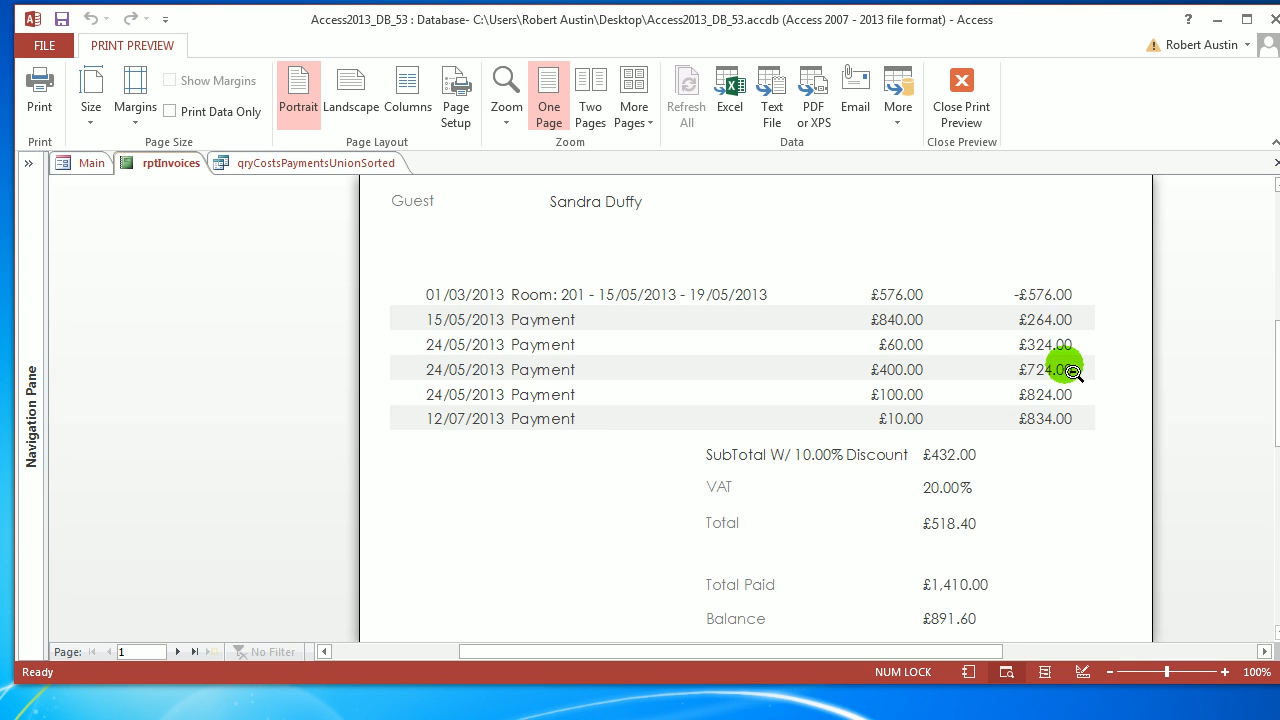 Access2013_DB_53 : Database- C:\Users\Robert Austin\Desktop\Access2013_DB_53.accdb (Access 2007 - 2013 file format) - Access
FILE PRINT PREVIEW Robert Austin
Print Size Margins Show Margins Print Data Only Portrait Landscape Columns Page Setup Zoom One Page Two Pages More Pages Refresh All Excel Text File PDF or XPS Email More Close Print Preview
Print Page Size Page Layout Zoom Data Close Preview
Main rptInvoices qryCostsPaymentsUnionSorted
Navigation Pane
Guest Sandra Duffy
01/03/2013 Room: 201 - 15/05/2013 - 19/05/2013 £576.00 -£576.00
15/05/2013 Payment £840.00 £264.00
24/05/2013 Payment £60.00 £324.00
24/05/2013 Payment £400.00 £724.00
24/05/2013 Payment £100.00 £824.00
12/07/2013 Payment £10.00 £834.00
SubTotal W/ 10.00% Discount £432.00
VAT 20.00%
Total £518.40
Total Paid £1,410.00
Balance £891.60
Page: 1 No Filter
Ready NUM LOCK 100%